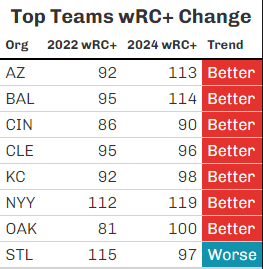 Top Teams wRC+ Change
Org 2022 wRC+ 2024 wRC+ Trend
AZ 92 113 Better
BAL 95 114 Better
CIN 86 90 Better
CLE 95 96 Better
KC 92 98 Better
NYY 112 119 Better
OAK 81 100 Better
STL 115 97 Worse